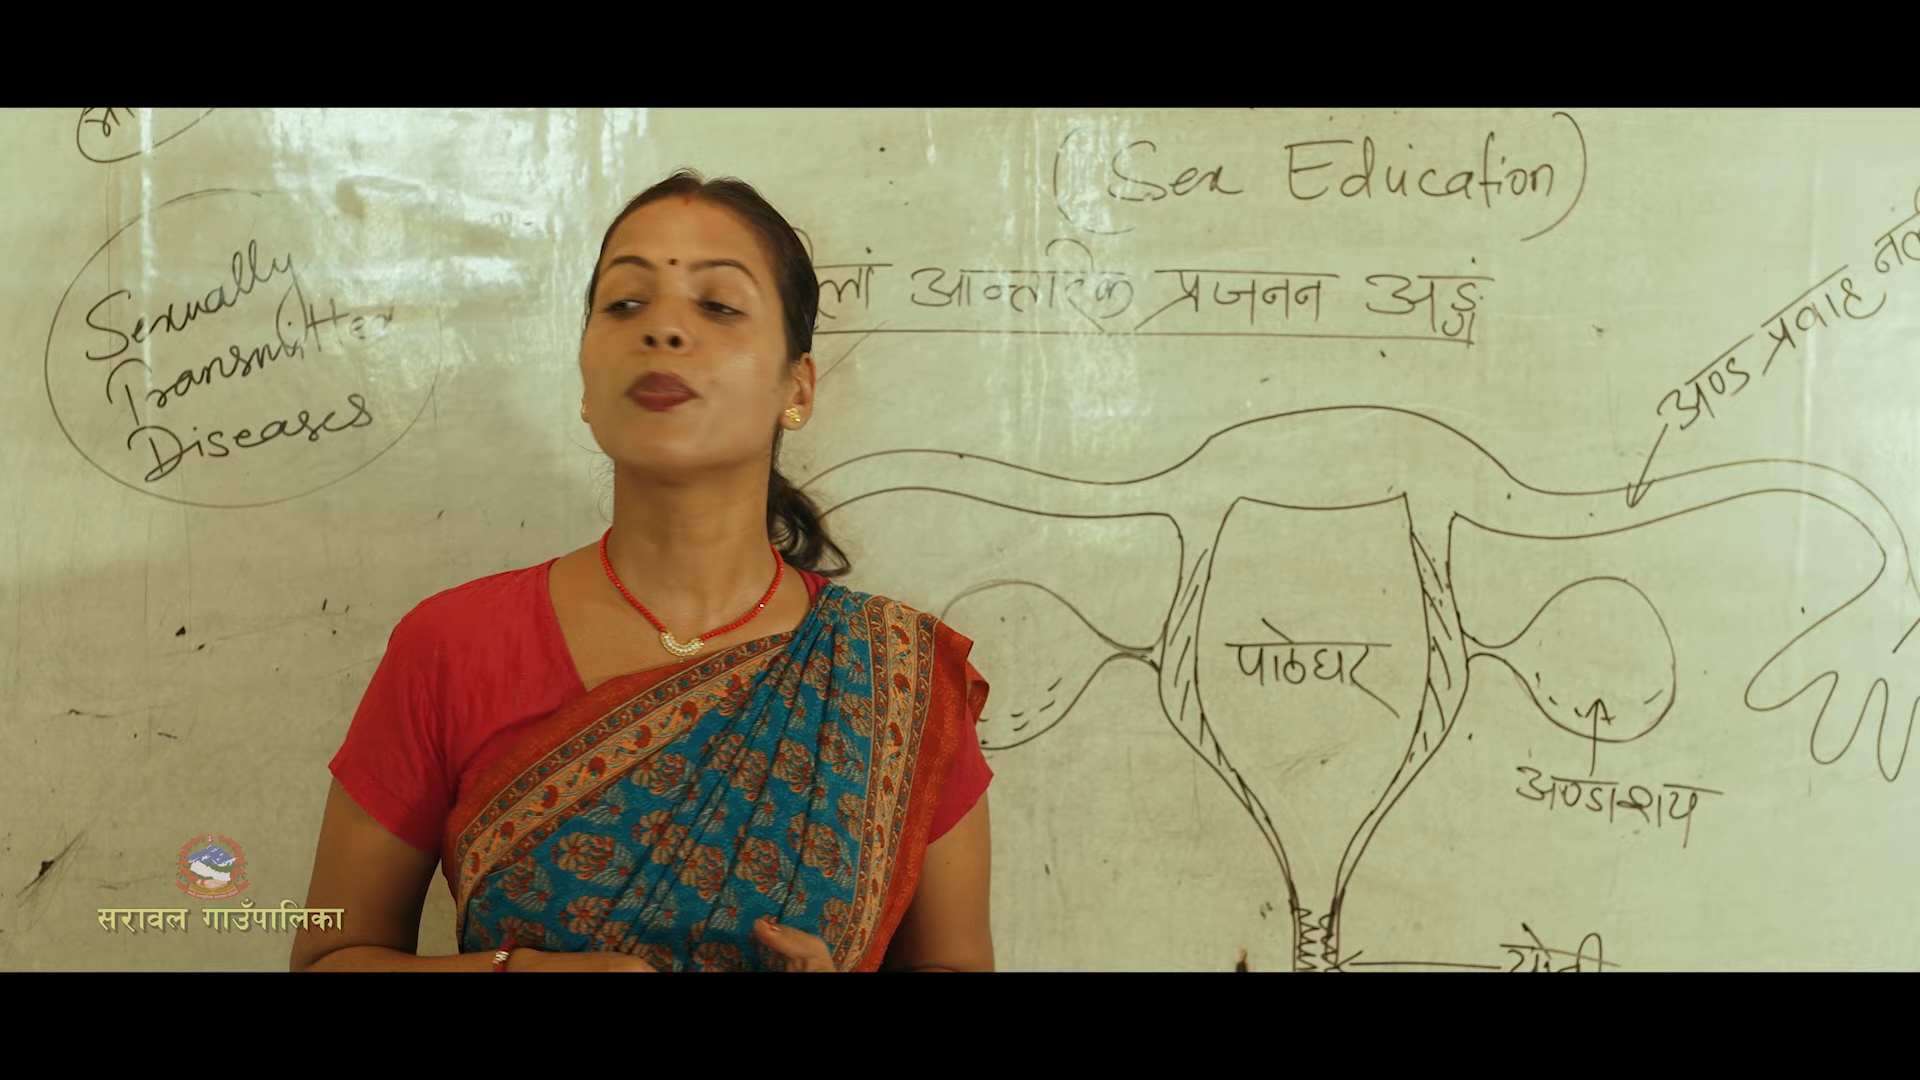 (Sex Education)
आन्तरिक प्रजनन अङ्ग
Sexually
Transmitted
Diseases
अण्ड प्रवाह
पाठेघर
अण्डाशय
सरावल गाउँपालिका